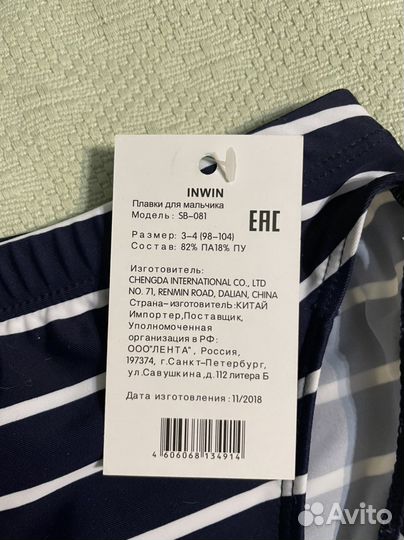 INWIN
Плавки для мальчика
Модель: SB-081
EAC
Размер: 3-4 (98-104)
Состав: 82% ПА18% ПУ
Изготовитель:
CHENGDA INTERNATIONAL CO., LTD
NO. 71, RENMIN ROAD, DALIAN, CHINA
Страна-изготовитель:КИТАЙ
Импортер,Поставщик,
Уполномоченная
организация в РФ:
ООО"ЛЕНТА", Россия,
197374, г.Санкт-Петербург,
ул.Савушкина,д.112 литера Б
Дата изготовления:11/2018
4 606068 134914
Avito